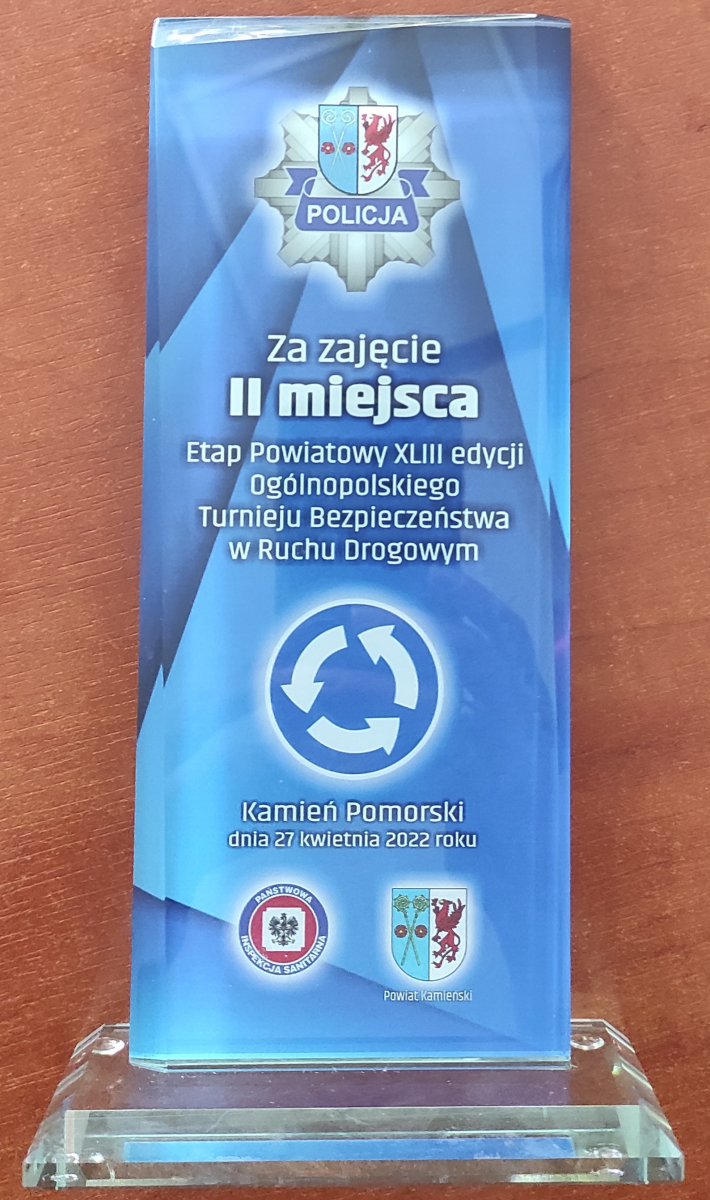 POLICJA
Za zajęcie
II miejsca
Etap Powiatowy XLIII edycji
Ogólnopolskiego
Turnieju Bezpieczeństwa
w Ruchu Drogowym
Kamień Pomorski
dnia 27 kwietnia 2022 roku
PAŃSTWOWA
INSPEKCJA SANITARNA
Powiat Kamieński